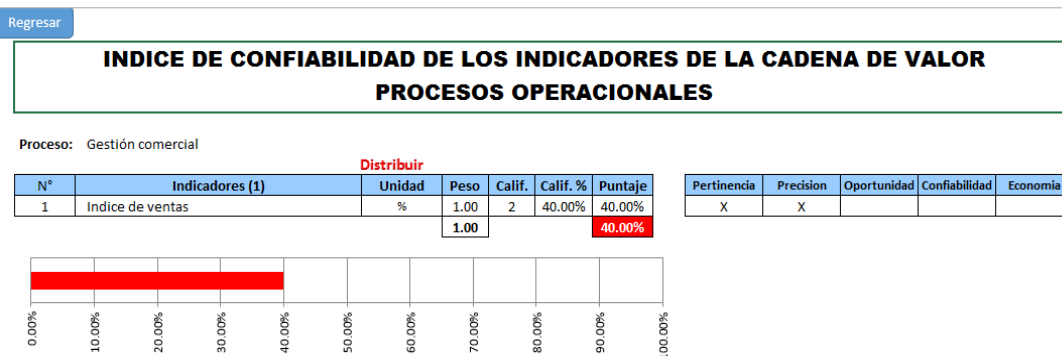 Regresar
INDICE DE CONFIABILIDAD DE LOS INDICADORES DE LA CADENA DE VALOR
PROCESOS OPERACIONALES
Proceso: Gestión comercial
Distribuir
N° Indicadores (1) Unidad Peso Calif. Calif. % Puntaje Pertinencia Precision Oportunidad Confiabilidad Economia
1 Indice de ventas % 1.00 2 40.00% 40.00% X X
1.00 40.00%
0.00% 10.00% 20.00% 30.00% 40.00% 50.00% 60.00% 70.00% 80.00% 90.00% 100.00%